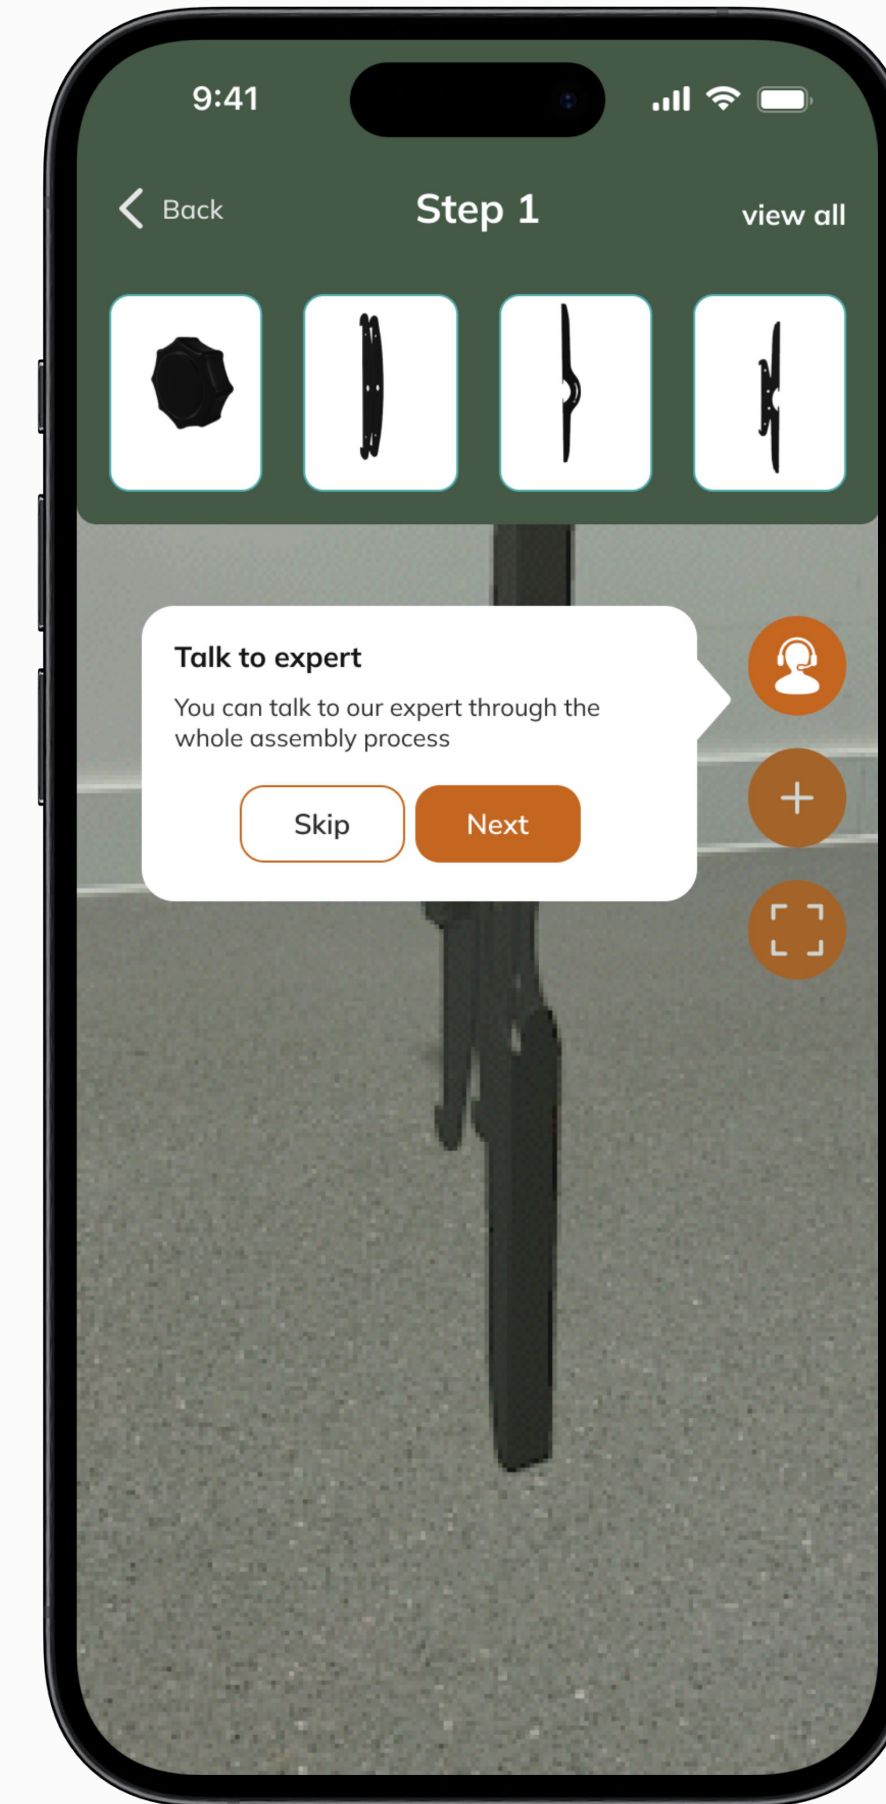 9:41
Back
Step 1
view all
Talk to expert
You can talk to our expert through the
whole assembly process
Skip
Next